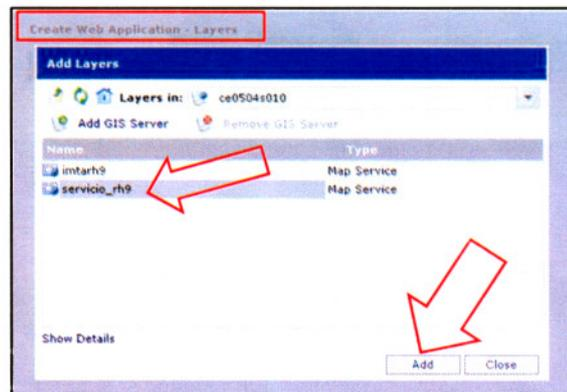 Create Web Application - Layers
Add Layers
Layers in: ce0504s010
Add GIS Server Remove GIS Server
Name Type
imtarh9 Map Service
servicio_rh9 Map Service
Show Details
Add Close